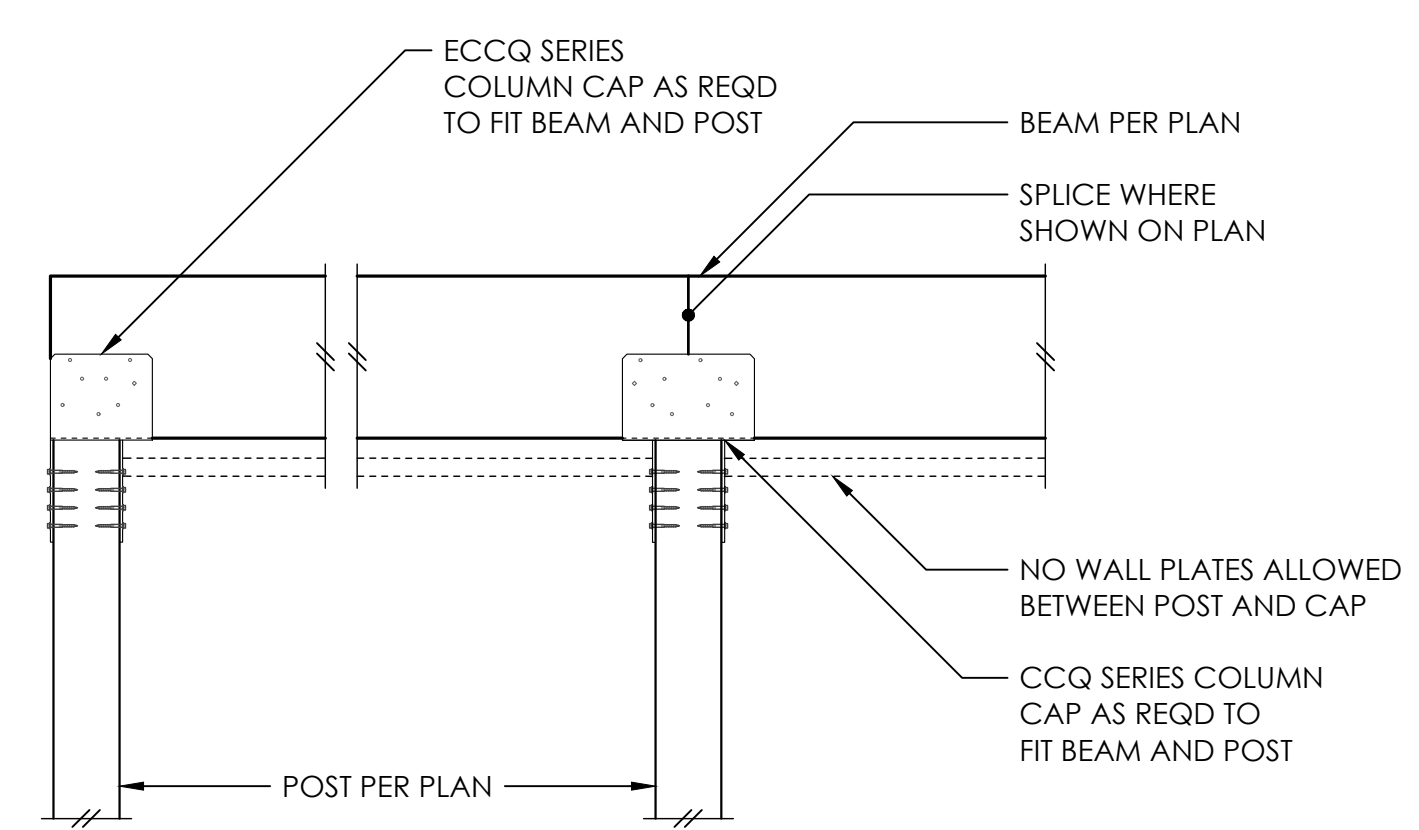 ECCQ SERIES
COLUMN CAP AS REQD
TO FIT BEAM AND POST
BEAM PER PLAN
SPLICE WHERE
SHOWN ON PLAN
NO WALL PLATES ALLOWED
BETWEEN POST AND CAP
CCQ SERIES COLUMN
CAP AS REQD TO
FIT BEAM AND POST
POST PER PLAN